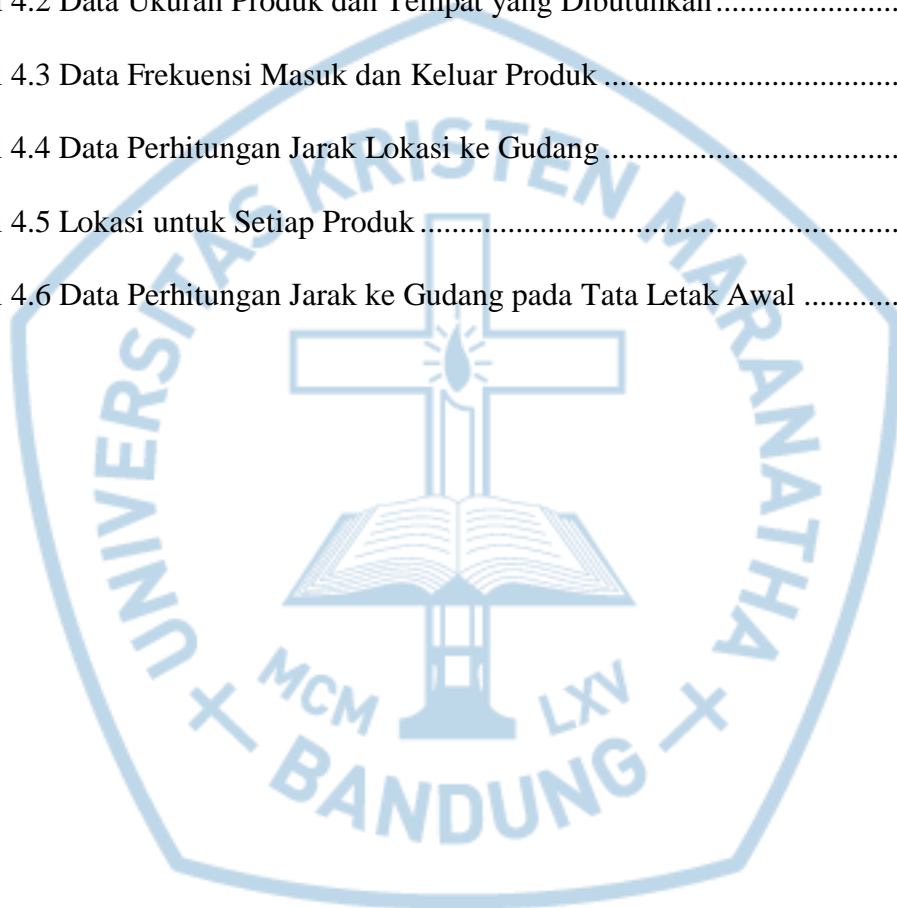 4.2 Data Ukuran Produk dan Tempat yang Dibutuhkan....................
4.3 Data Frekuensi Masuk dan Keluar Produk ....................................
4.4 Data Perhitungan Jarak Lokasi ke Gudang....................................
4.5 Lokasi untuk Setiap Produk...........................................................
4.6 Data Perhitungan Jarak ke Gudang pada Tata Letak Awal ............
UNIVERSITAS KRISTEN MARANATHA
MCM LXV
BANDUNG